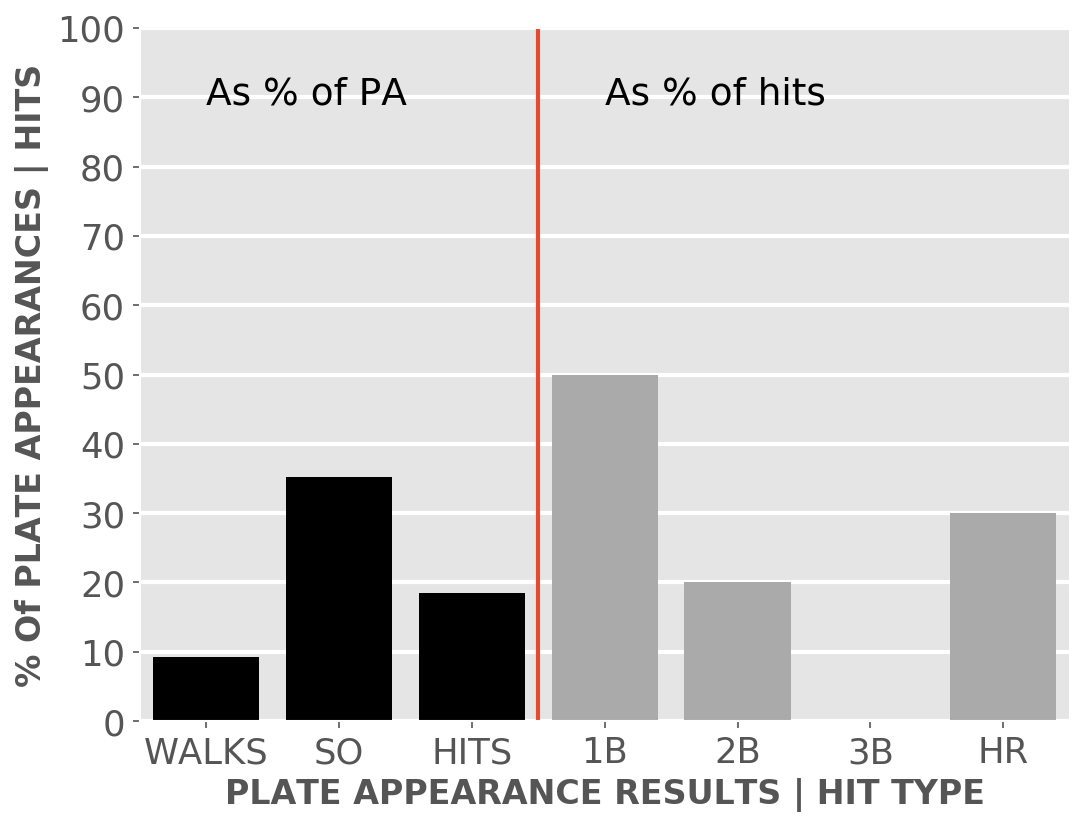 100
90
80
70
60
50
40
30
20
10
0
% Of PLATE APPEARANCES | HITS
As % of PA
As % of hits
WALKS SO HITS 1B 2B 3B HR
PLATE APPEARANCE RESULTS | HIT TYPE